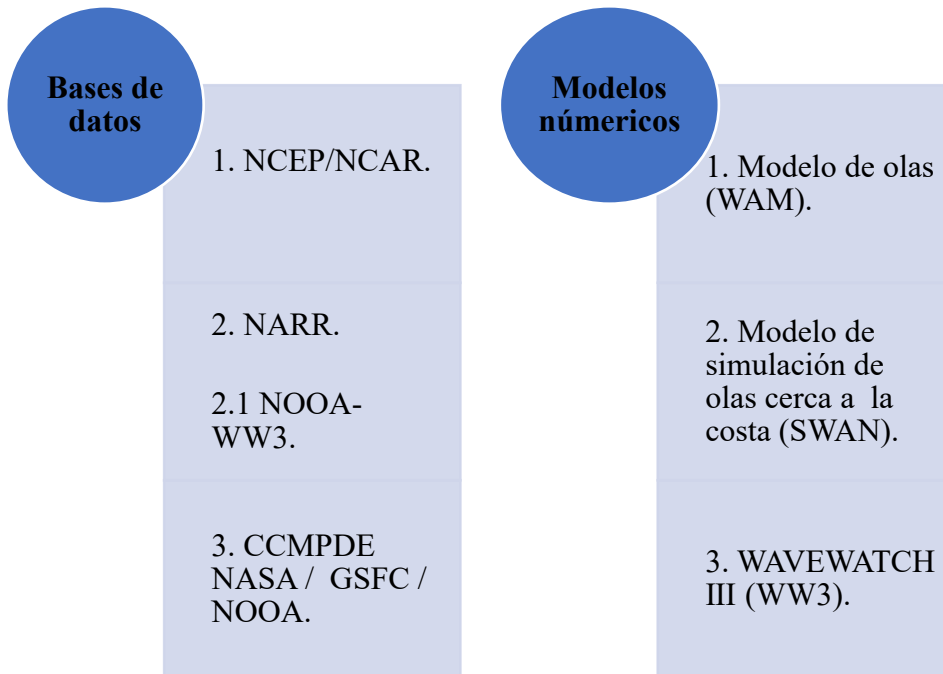 Bases de
datos
1. NCEP/NCAR.
2. NARR.
2.1 NOOA-
WW3.
3. CCMPDE
NASA / GSFC /
NOOA.
Modelos
númericos
1. Modelo de olas
(WAM).
2. Modelo de
simulación de
olas cerca a la
costa (SWAN).
3. WAVEWATCH
III (WW3).